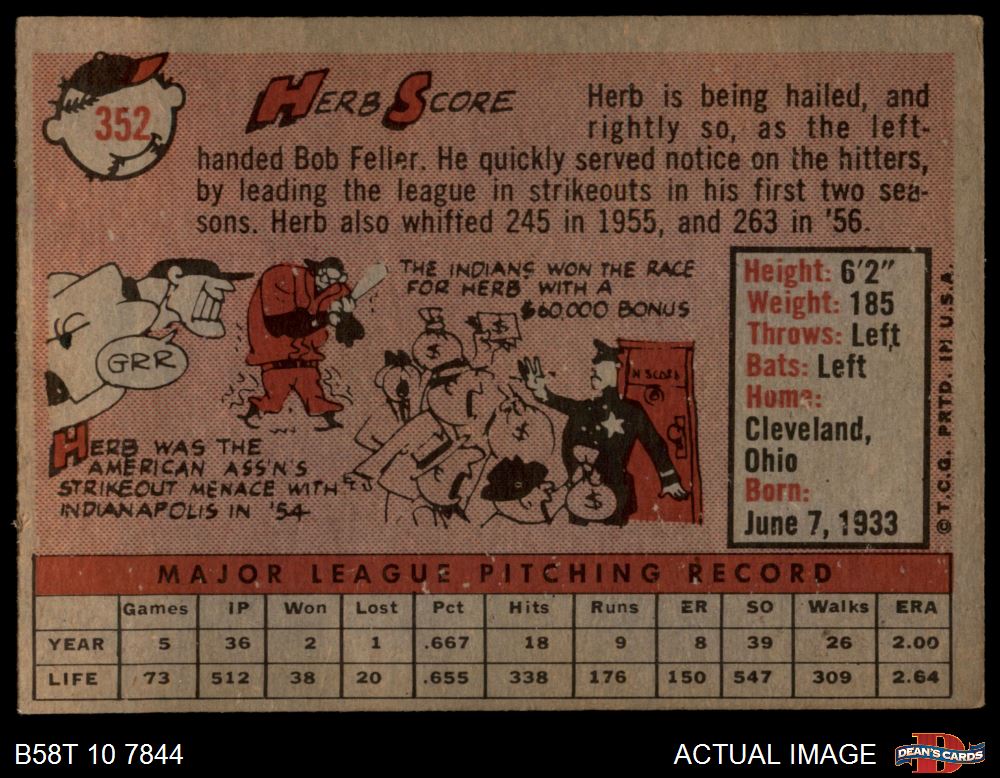 352
HERB SCORE
Herb is being hailed, and
rightly so, as the left-
handed Bob Feller. He quickly served notice on the hitters,
by leading the league in strikeouts in his first two sea-
sons. Herb also whiffed 245 in 1955, and 263 in '56.
GRR
HERB WAS THE
AMERICAN ASS'N'S
STRIKEOUT MENACE WITH
INDIANAPOLIS IN '54
THE INDIANS WON THE RACE
FOR HERB WITH A
$60,000 BONUS
$
$
$
$
$
Height: 6'2"
Weight: 185
Throws: Left
Bats: Left
Home:
Cleveland,
Ohio
Born:
June 7, 1933
© T.C.G. PRTD. IN U.S.A.
MAJOR LEAGUE PITCHING RECORD
Games IP Won Lost Pct Hits Runs ER SO Walks ERA
YEAR 5 36 2 1 .667 18 9 8 39 26 2.00
LIFE 73 512 38 20 .655 338 176 150 547 309 2.64
B58T 10 7844
ACTUAL IMAGE
D
DEAN'S CARDS